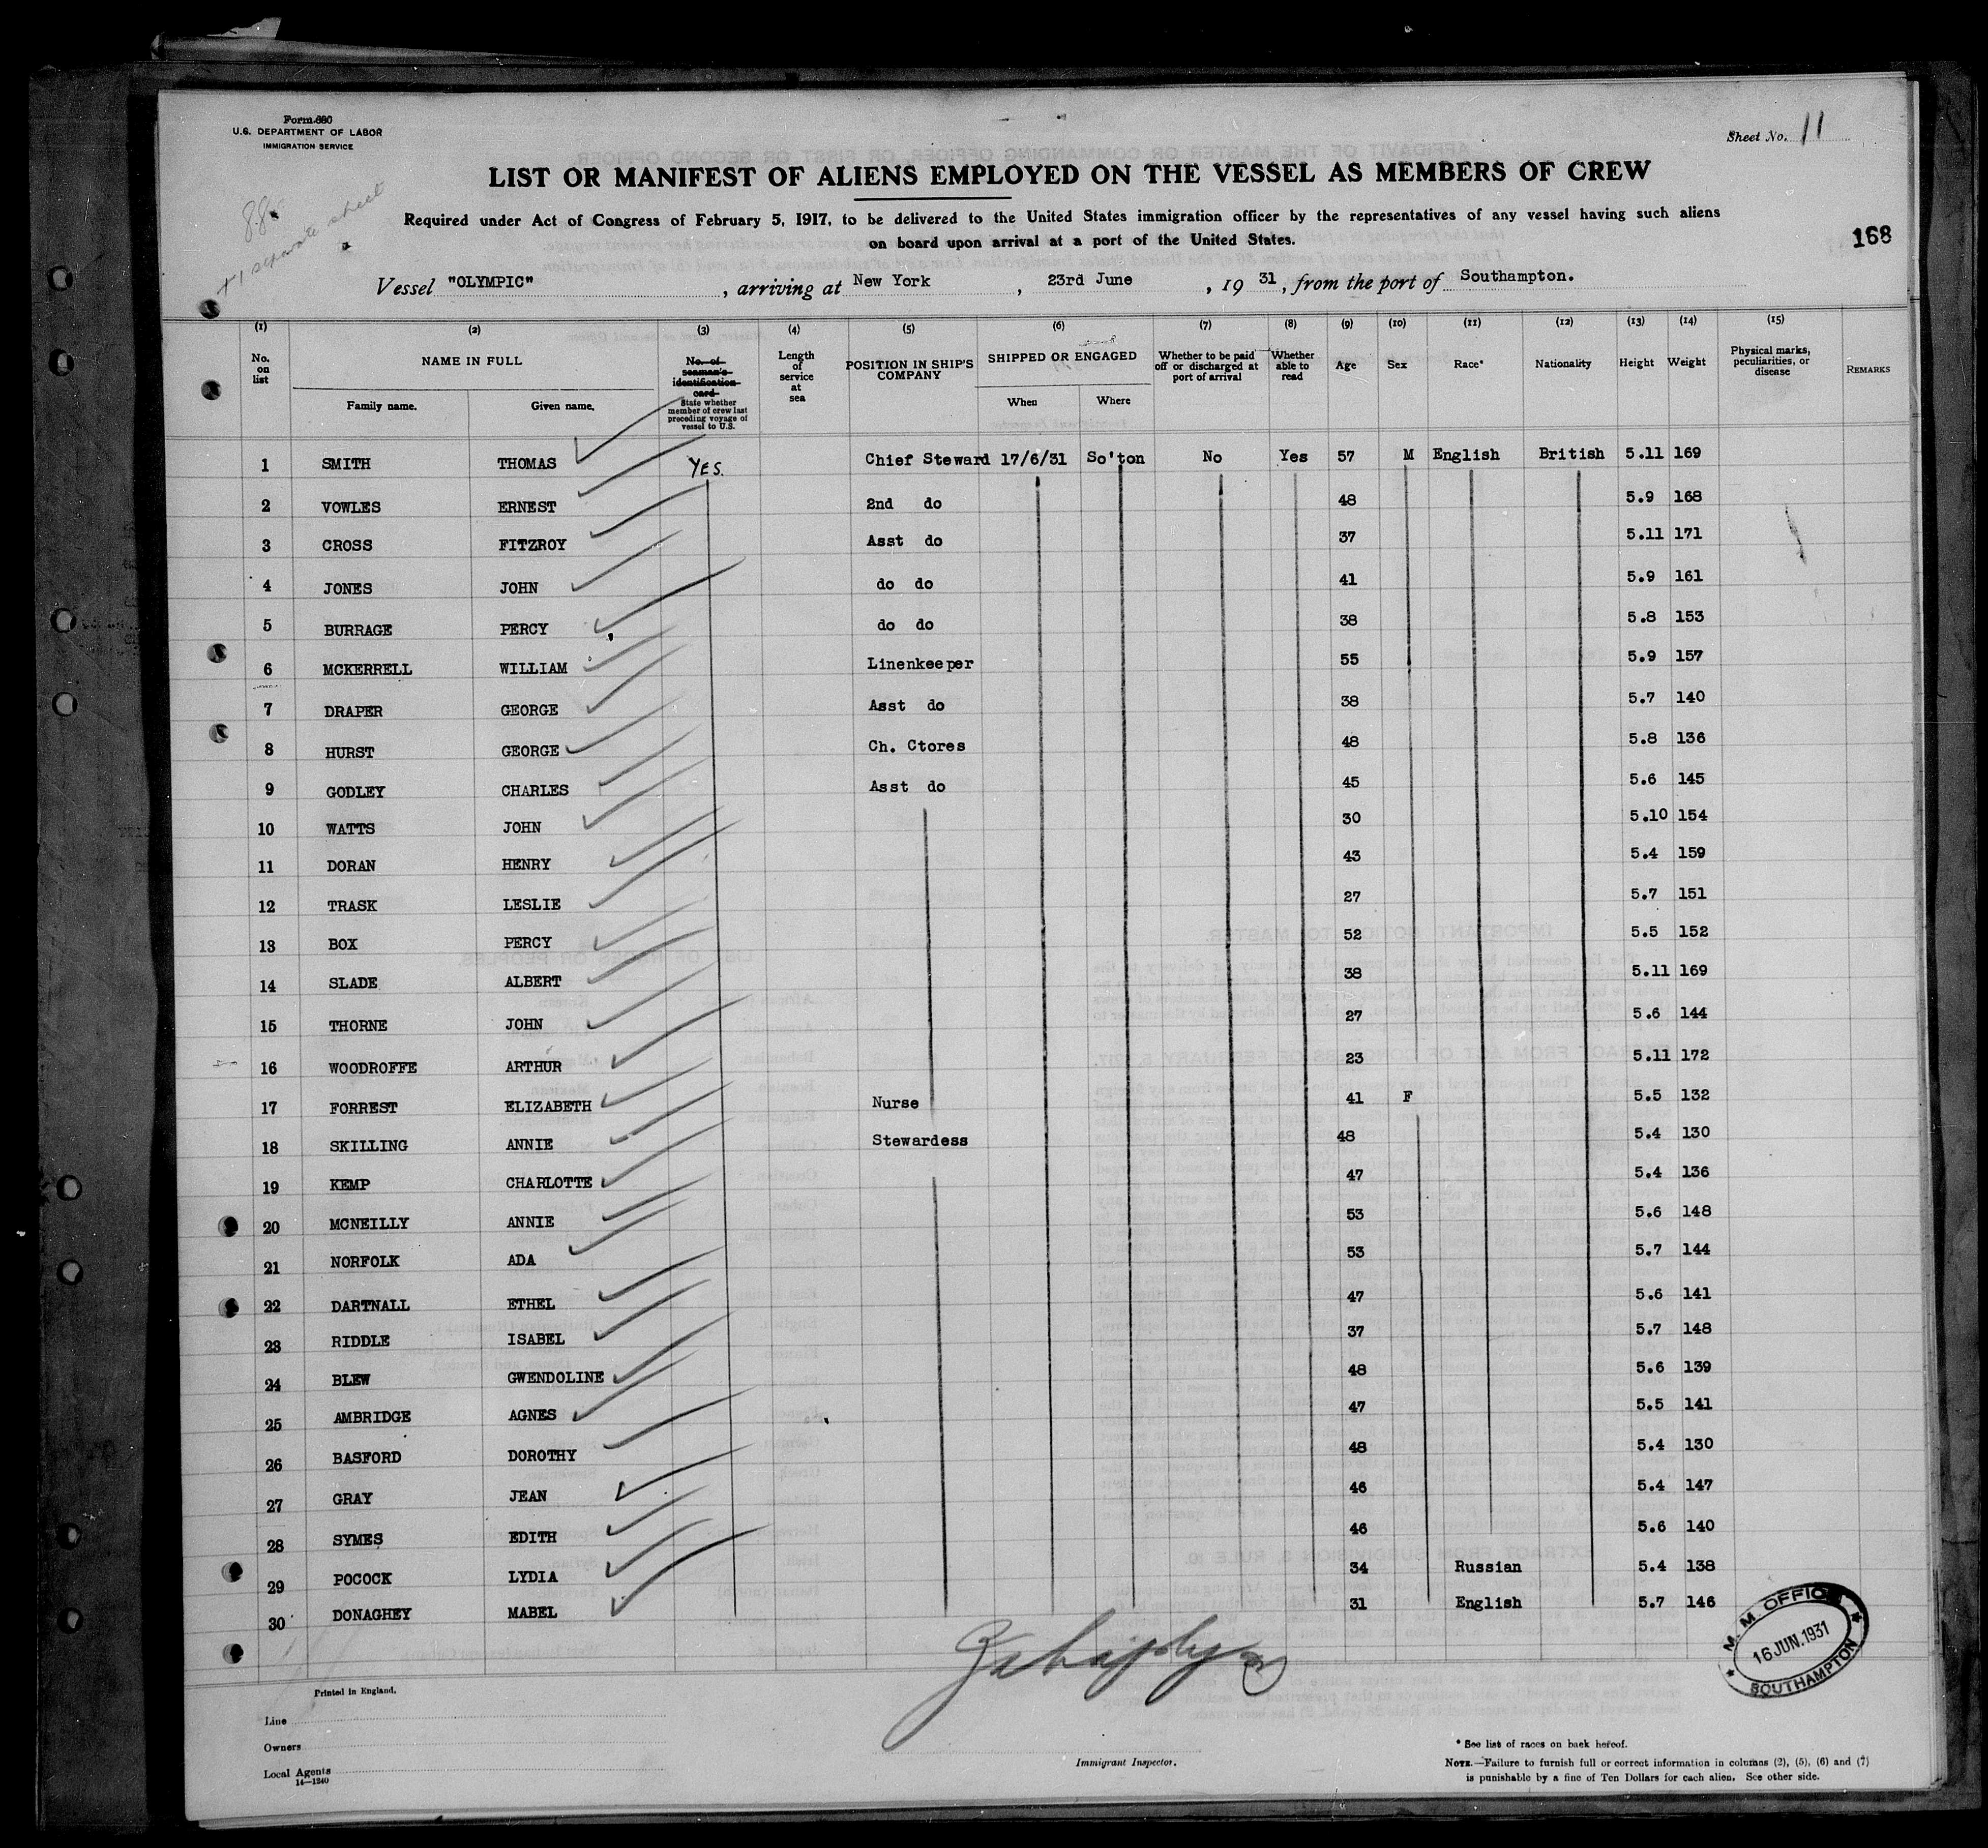 Form 680
U.S. DEPARTMENT OF LABOR
IMMIGRATION SERVICE
Sheet No. 11
LIST OR MANIFEST OF ALIENS EMPLOYED ON THE VESSEL AS MEMBERS OF CREW
88
+1 separate sheet
Required under Act of Congress of February 5, 1917, to be delivered to the United States immigration officer by the representatives of any vessel having such aliens
on board upon arrival at a port of the United States.
168
Vessel "OLYMPIC", arriving at New York, 23rd June, 19 31, from the port of Southampton.
(1) (2) (3) (4) (5) (6) (7) (8) (9) (10) (11) (12) (13) (14) (15)
No. on list
NAME IN FULL
Family name. Given name.
No. of seaman's identification card
State whether member of crew last preceding voyage of vessel to U.S.
Length of service at sea
POSITION IN SHIP'S COMPANY
SHIPPED OR ENGAGED
When Where
Whether to be paid off or discharged at port of arrival
Whether able to read
Age
Sex
Race*
Nationality
Height
Weight
Physical marks, peculiarities, or disease
REMARKS
1 SMITH THOMAS YES. Chief Steward 17/6/31 So'ton No Yes 57 M English British 5.11 169
2 VOWLES ERNEST 2nd do 48 5.9 168
3 CROSS FITZROY Asst do 37 5.11 171
4 JONES JOHN do do 41 5.9 161
5 BURRAGE PERCY do do 38 5.8 153
6 MCKERRELL WILLIAM Linenkeeper 55 5.9 157
7 DRAPER GEORGE Asst do 38 5.7 140
8 HURST GEORGE Ch. Ctores 48 5.8 136
9 GODLEY CHARLES Asst do 45 5.6 145
10 WATTS JOHN 30 5.10 154
11 DORAN HENRY 43 5.4 159
12 TRASK LESLIE 27 5.7 151
13 BOX PERCY 52 5.5 152
14 SLADE ALBERT 38 5.11 169
15 THORNE JOHN 27 5.6 144
16 WOODROFFE ARTHUR 23 5.11 172
17 FORREST ELIZABETH Nurse 41 F 5.5 132
18 SKILLING ANNIE Stewardess 48 5.4 130
19 KEMP CHARLOTTE 47 5.4 136
20 MCNEILLY ANNIE 53 5.6 148
21 NORFOLK ADA 53 5.7 144
22 DARTNALL ETHEL 47 5.6 141
23 RIDDLE ISABEL 37 5.7 148
24 BLEW GWENDOLINE 48 5.6 139
25 AMBRIDGE AGNES 47 5.5 141
26 BASFORD DOROTHY 48 5.4 130
27 GRAY JEAN 46 5.4 147
28 SYMES EDITH 46 5.6 140
29 POCOCK LYDIA 34 Russian 5.4 138
30 DONAGHEY MABEL 31 English 5.7 146
M. M. OFFICE
16 JUN. 1931
SOUTHAMPTON
Printed in England.
Line
Owners
Local Agents
14—1240
Immigrant Inspector.
* See list of races on back hereof.
NOTE.—Failure to furnish full or correct information in columns (2), (5), (6) and (7)
is punishable by a fine of Ten Dollars for each alien. See other side.